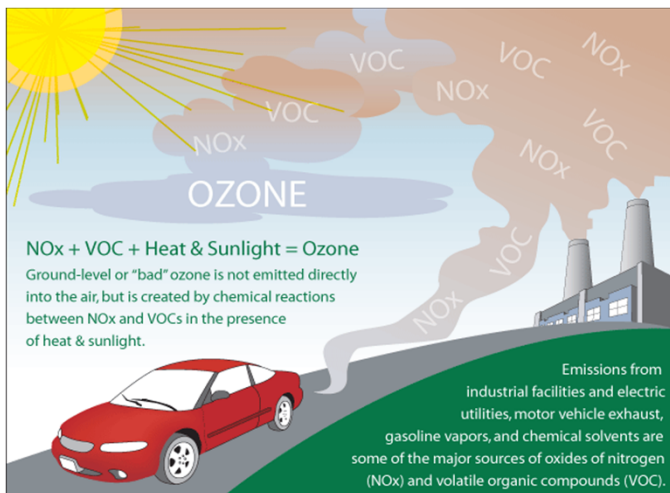 VOC
NOx
VOC
NOx
VOC
NOx
VOC
NOx
VOC
NOx
OZONE
VOC
NOx
NOx + VOC + Heat & Sunlight = Ozone
Ground-level or “bad” ozone is not emitted directly
into the air, but is created by chemical reactions
between NOx and VOCs in the presence
of heat & sunlight.
Emissions from
industrial facilities and electric
utilities, motor vehicle exhaust,
gasoline vapors, and chemical solvents are
some of the major sources of oxides of nitrogen
(NOx) and volatile organic compounds (VOC).